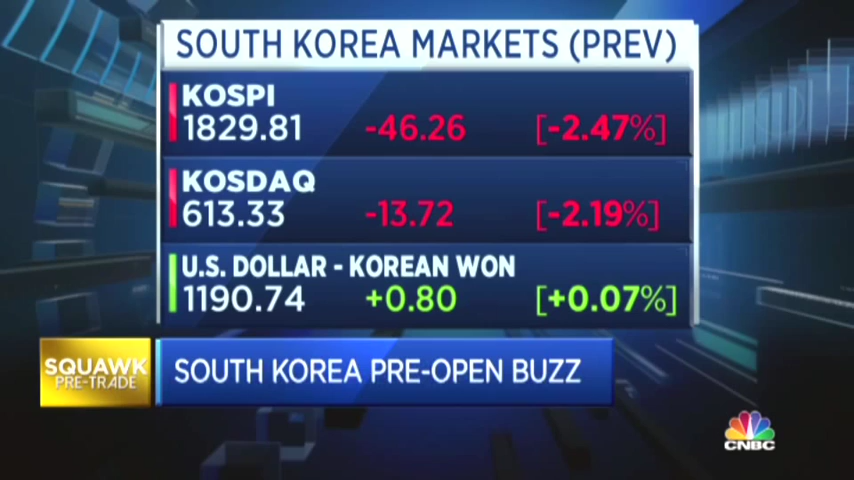 SOUTH KOREA MARKETS (PREV)
KOSPI
1829.81 -46.26 [-2.47%]
KOSDAQ
613.33 -13.72 [-2.19%]
U.S. DOLLAR - KOREAN WON
1190.74 +0.80 [+0.07%]
SQUAWK
PRE-TRADE
SOUTH KOREA PRE-OPEN BUZZ
CNBC